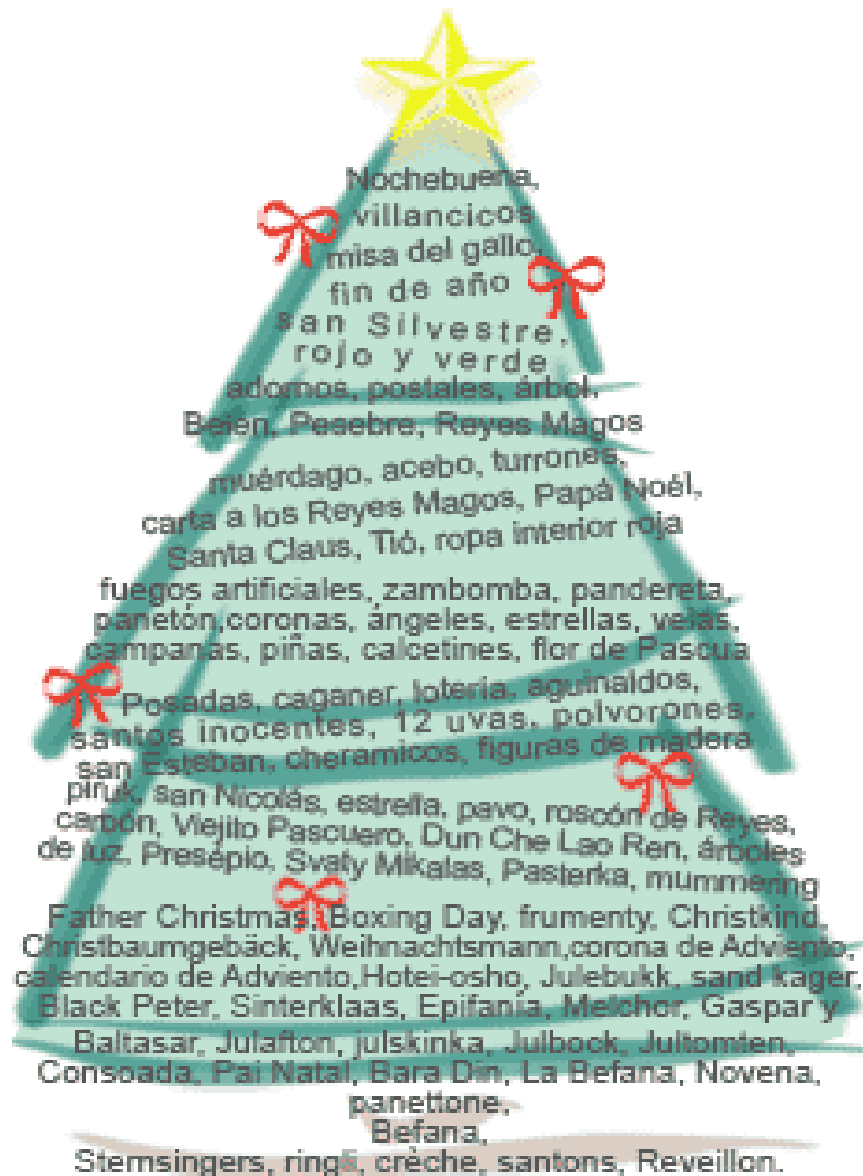 Nochebuena,
villancicos
misa del gallo,
fin de año
san Silvestre,
rojo y verde
adornos, postales, árbol,
Belén, Pesebre, Reyes Magos
muérdago, acebo, turrones,
carta a los Reyes Magos, Papá Noél,
Santa Claus, Tió, ropa interior roja
fuegos artificiales, zambomba, pandereta,
panetón,coronas, ángeles, estrellas, velas,
campanas, piñas, calcetines, flor de Pascua
Posadas, caganer, loteria, aguinaldos,
santos inocentes, 12 uvas, polvorones,
san Esteban, cheramicos, figuras de madera
piruk, san Nicolás, estrella, pavo, roscón de Reyes,
carbón, Viejito Pascuero, Dun Che Lao Ren, árboles
de luz, Presépio, Svaty Mikalas, Pasterka, mummering
Father Christmas, Boxing Day, frumenty, Christkind
Christbaumgebäck, Weihnachtsmann,corona de Adviento,
calendario de Adviento,Hotei-osho, Julebukk, sand kager,
Black Peter, Sinterklaas, Epifanía, Melchor, Gaspar y
Baltasar, Julafton, julskinka, Julbock, Jultomten,
Consoada, Pai Natal, Bara Din, La Befana, Novena,
panettone,
Befana,
Sternsingers, ringli, crèche, santons, Reveillon.